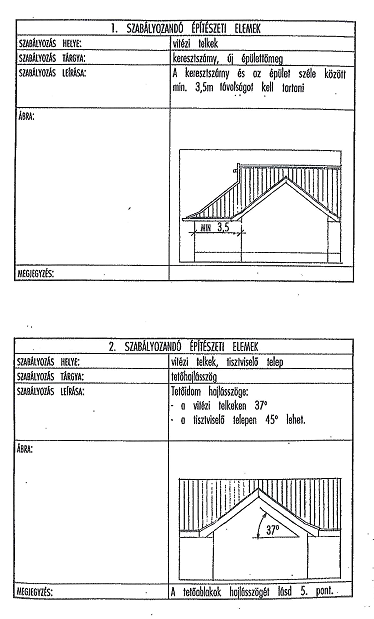 1. SZABÁLYOZANDÓ ÉPÍTÉSZETI ELEMEK
SZABÁLYOZÁS HELYE: vitézi telkek
SZABÁLYOZÁS TÁRGYA: keresztszárny, új épülettömeg
SZABÁLYOZÁS LEÍRÁSA: A keresztszárny és az épület széle között
min. 3,5m távolságot kell tartani
ÁBRA:
MIN 3,5
MEGJEGYZÉS:
2. SZABÁLYOZANDÓ ÉPÍTÉSZETI ELEMEK
SZABÁLYOZÁS HELYE: vitézi telkek, tisztviselő telep
SZABÁLYOZÁS TÁRGYA: tetőhajlásszög
SZABÁLYOZÁS LEÍRÁSA: Tetőidom hajlásszöge:
- a vitézi telkeken 37°
- a tisztviselő telepen 45° lehet.
ÁBRA:
37°
MEGJEGYZÉS: A tetőablakok hajlászögét lásd 5. pont.